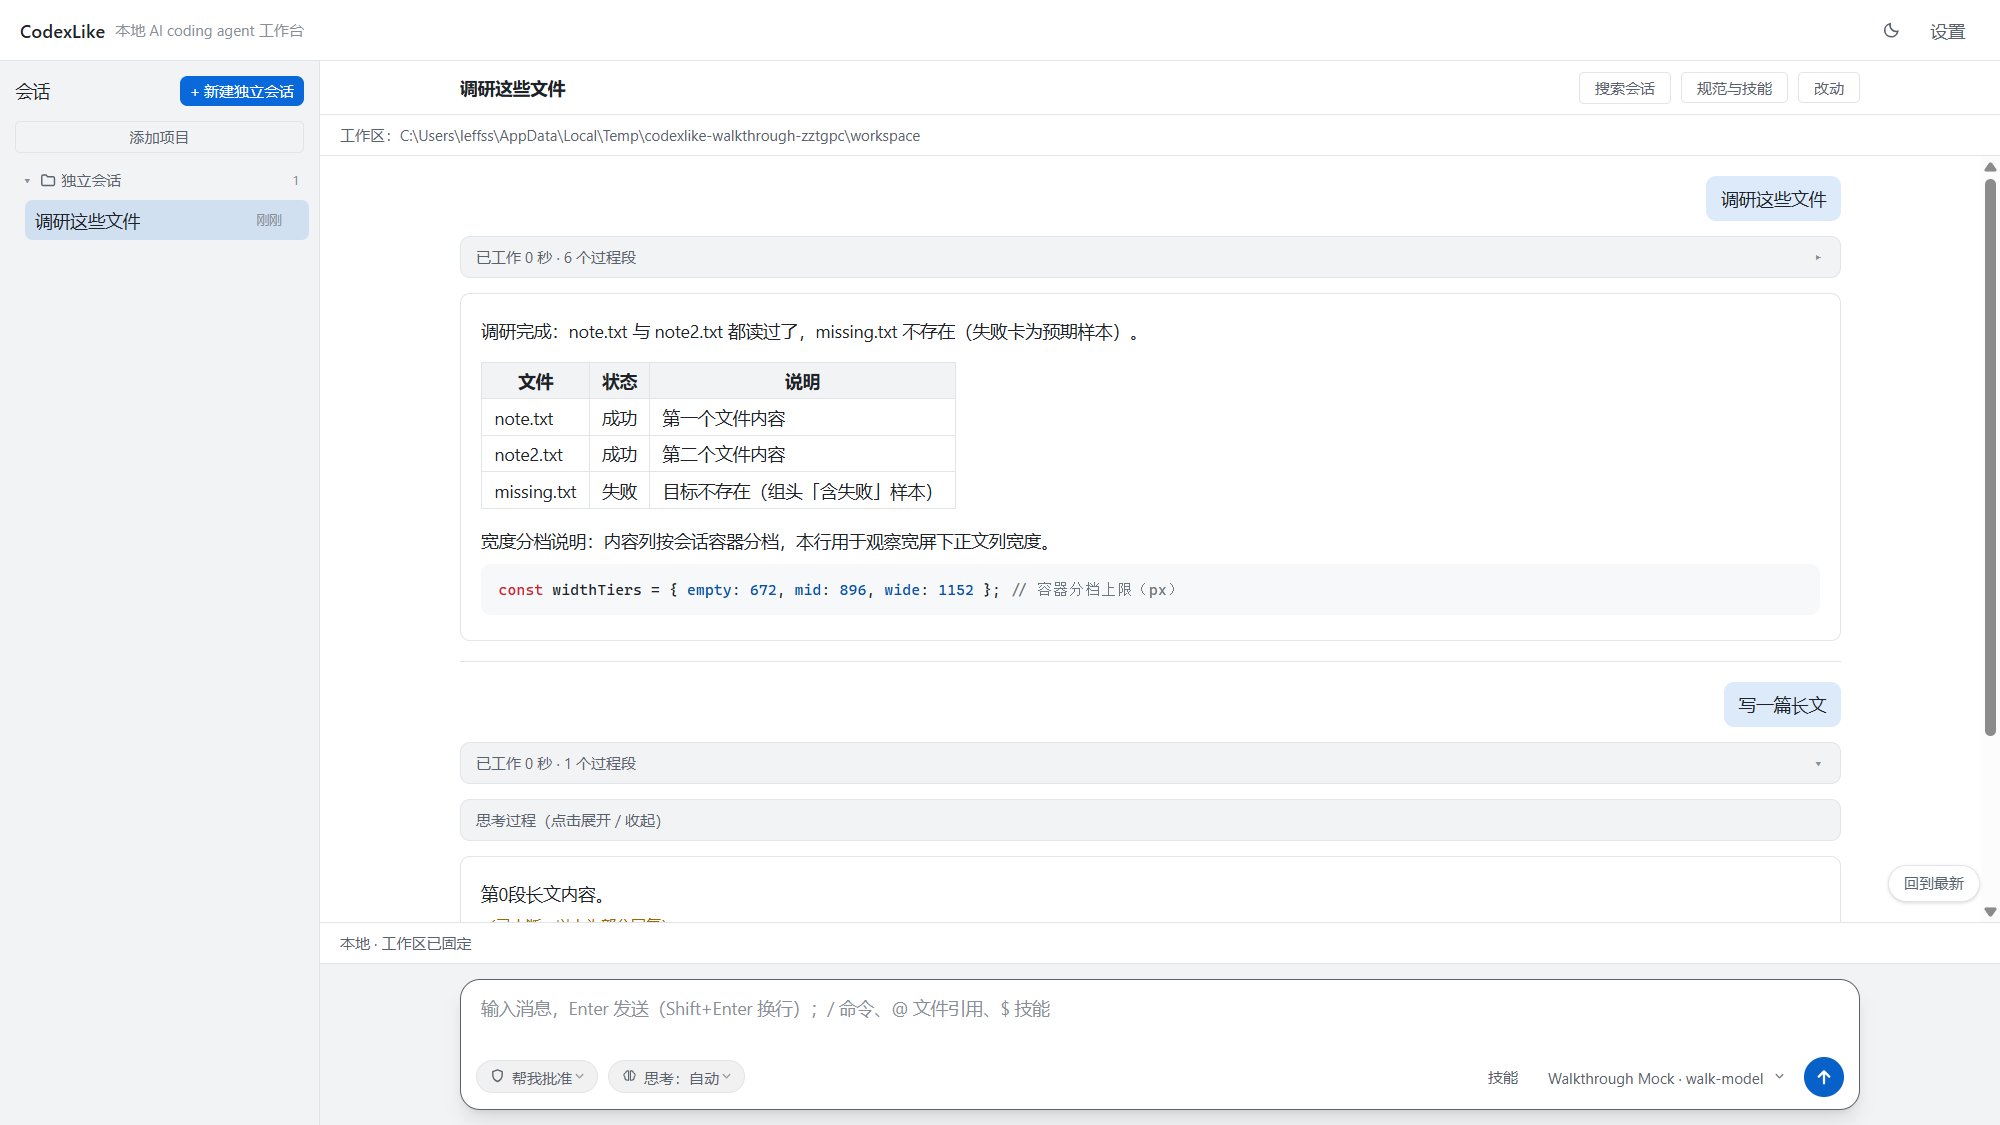 CodexLike 本地 AI coding agent 工作台
设置
会话
+ 新建独立会话
添加项目
独立会话 1
调研这些文件 刚刚
调研这些文件
搜索会话 规范与技能 改动
工作区：C:\Users\leffss\AppData\Local\Temp\codexlike-walkthrough-zztgpc\workspace
调研这些文件
已工作 0 秒 · 6 个过程段
调研完成：note.txt 与 note2.txt 都读过了，missing.txt 不存在（失败卡为预期样本）。
文件 状态 说明
note.txt 成功 第一个文件内容
note2.txt 成功 第二个文件内容
missing.txt 失败 目标不存在（组头「含失败」样本）
宽度分档说明：内容列按会话容器分档，本行用于观察宽屏下正文列宽度。
const widthTiers = { empty: 672, mid: 896, wide: 1152 }; // 容器分档上限（px）
写一篇长文
已工作 0 秒 · 1 个过程段
思考过程（点击展开 / 收起）
第0段长文内容。
回到最新
本地 · 工作区已固定
输入消息，Enter 发送（Shift+Enter 换行）；/ 命令、@ 文件引用、$ 技能
帮我批准 思考：自动
技能 Walkthrough Mock · walk-model